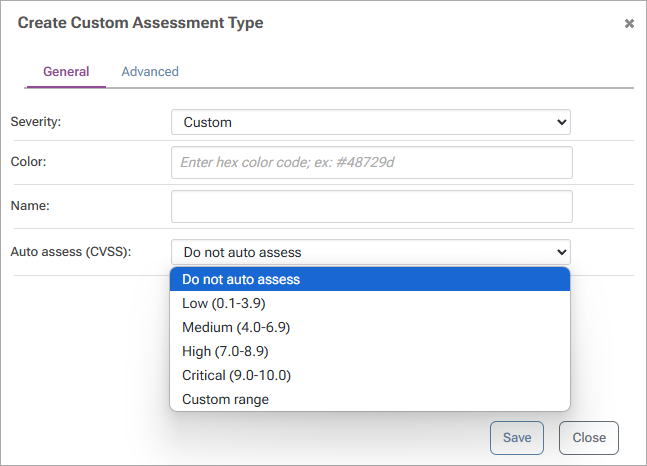 Create Custom Assessment Type
General Advanced
Severity: Custom
Color: Enter hex color code; ex: #48729d
Name:
Auto assess (CVSS): Do not auto assess
Do not auto assess
Low (0.1-3.9)
Medium (4.0-6.9)
High (7.0-8.9)
Critical (9.0-10.0)
Custom range
Save Close